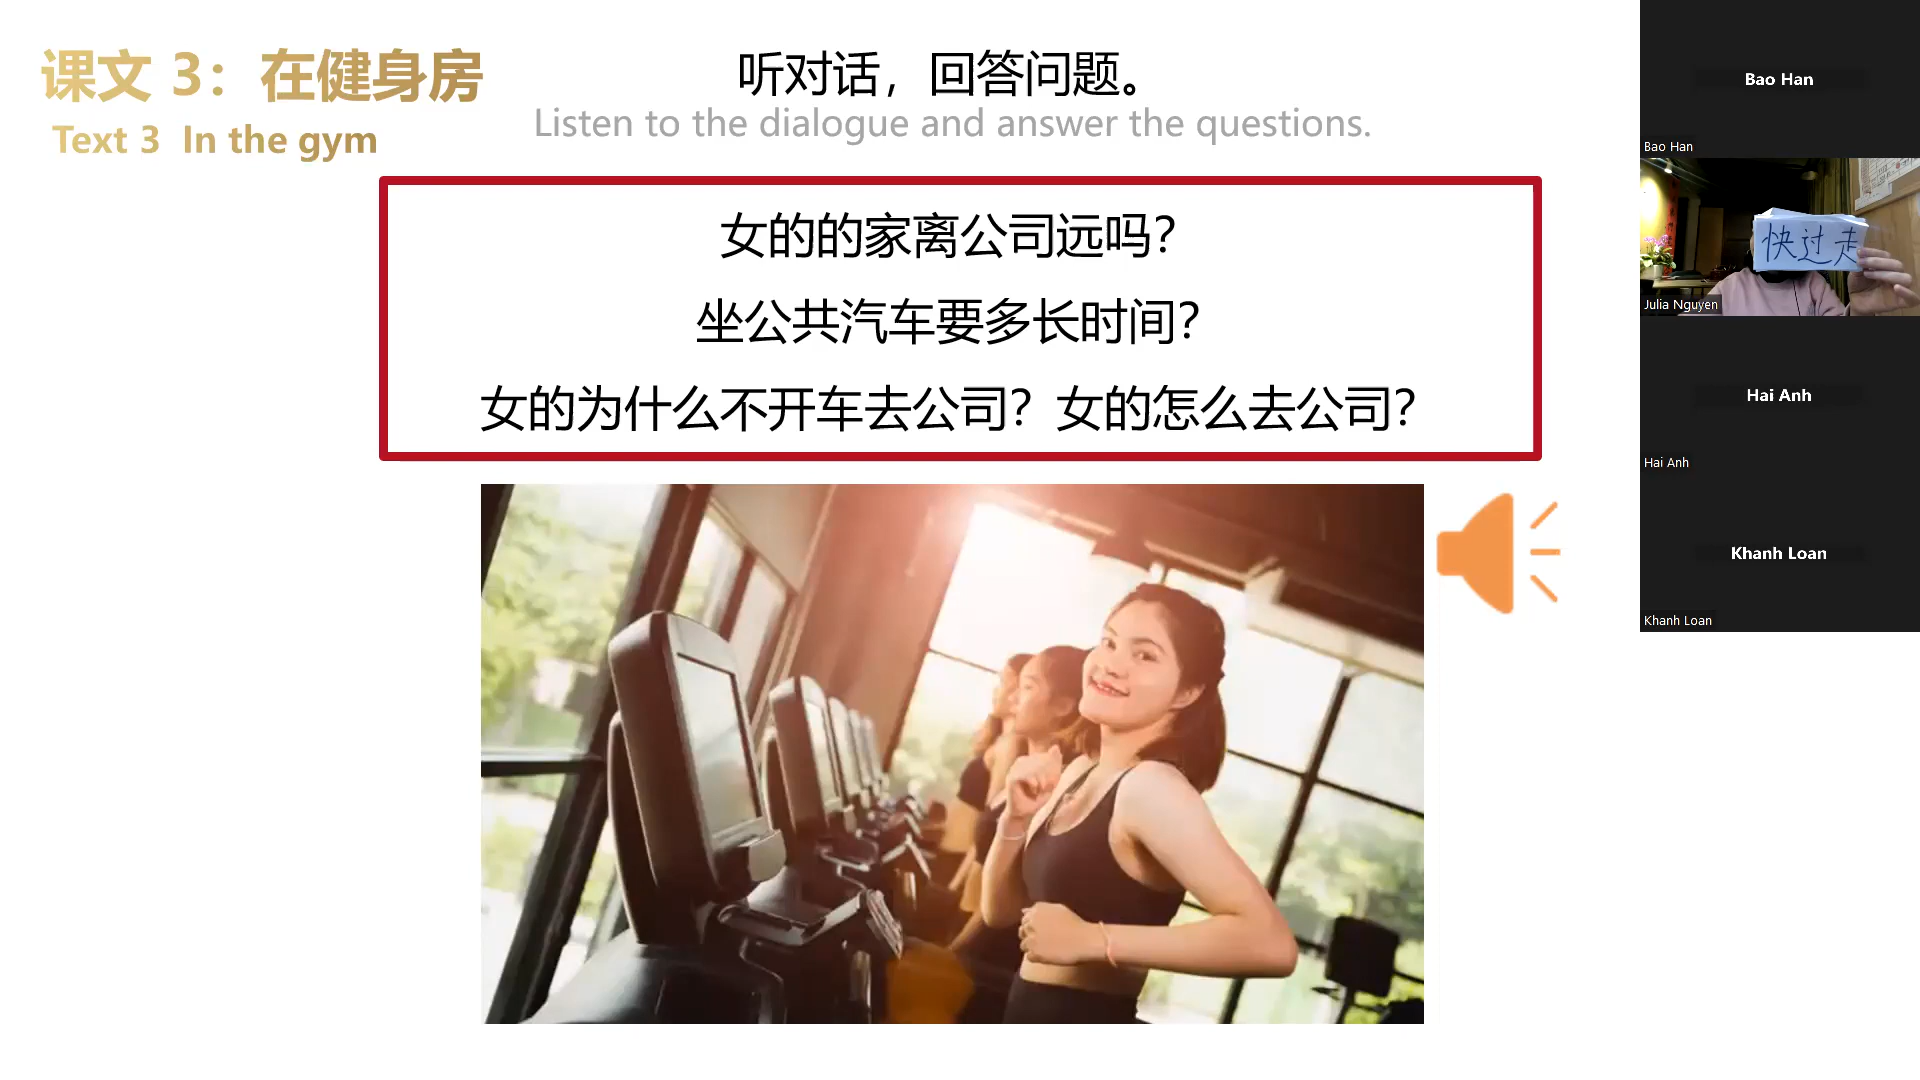 课文 3：在健身房
Text 3 In the gym
听对话，回答问题。
Listen to the dialogue and answer the questions.
女的的家离公司远吗？
坐公共汽车要多长时间？
女的为什么不开车去公司？女的怎么去公司？
Bao Han
Bao Han
快过走
Julia Nguyen
Hai Anh
Hai Anh
Khanh Loan
Khanh Loan